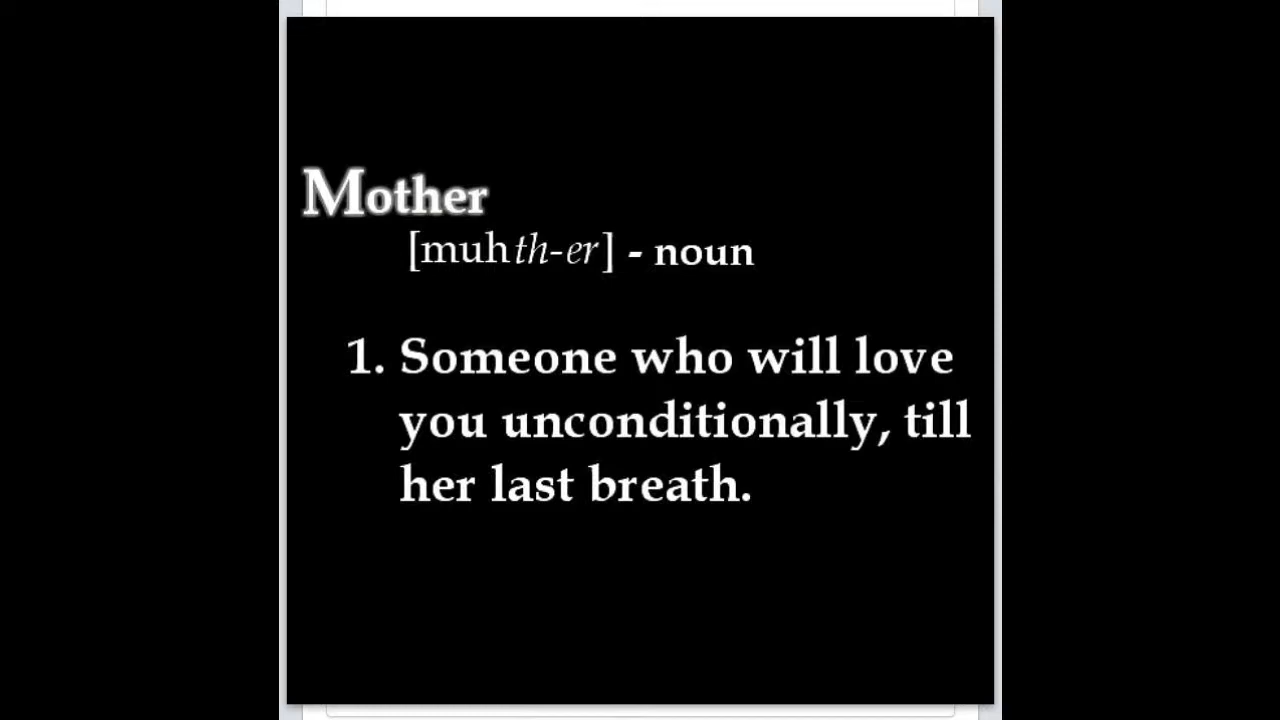 Mother
[muhth-er] - noun
1. Someone who will love
you unconditionally, till
her last breath.